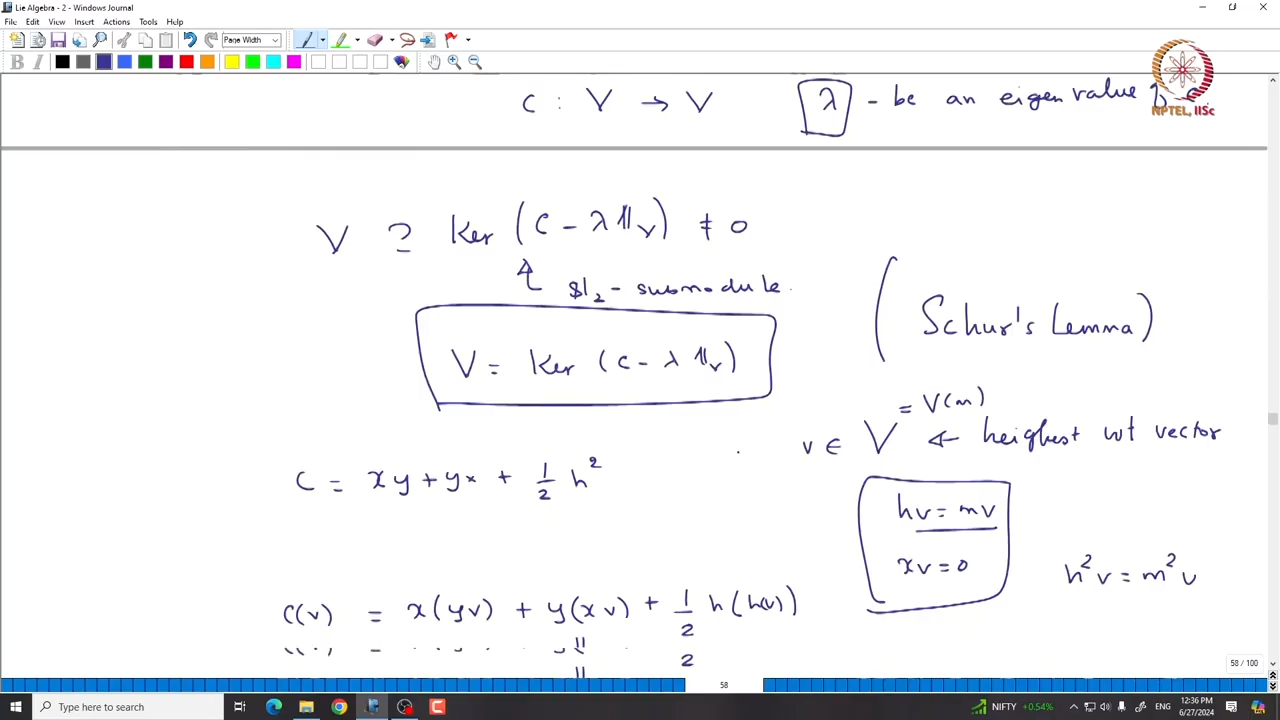 Lie Algebra - 2 - Windows Journal
File Edit View Insert Actions Tools Help
Page Width
B I
NPTEL, IISc
C : V → V λ - be an eigen value
V ⊇ Ker (C - λ 𝟙_V) ≠ 0
sl_2 - submodule.
(Schur's Lemma)
V = Ker (C - λ 𝟙_V)
= V(m)
v ∈ V ← heighest wt vector
C = xy + yx + 1/2 h^2
hv = mv
xv = 0
h^2 v = m^2 v
C(v) = x(yv) + y(xv) + 1/2 h(h(v))
58 / 100
58
Type here to search
NIFTY +0.54%
12:36 PM
6/27/2024